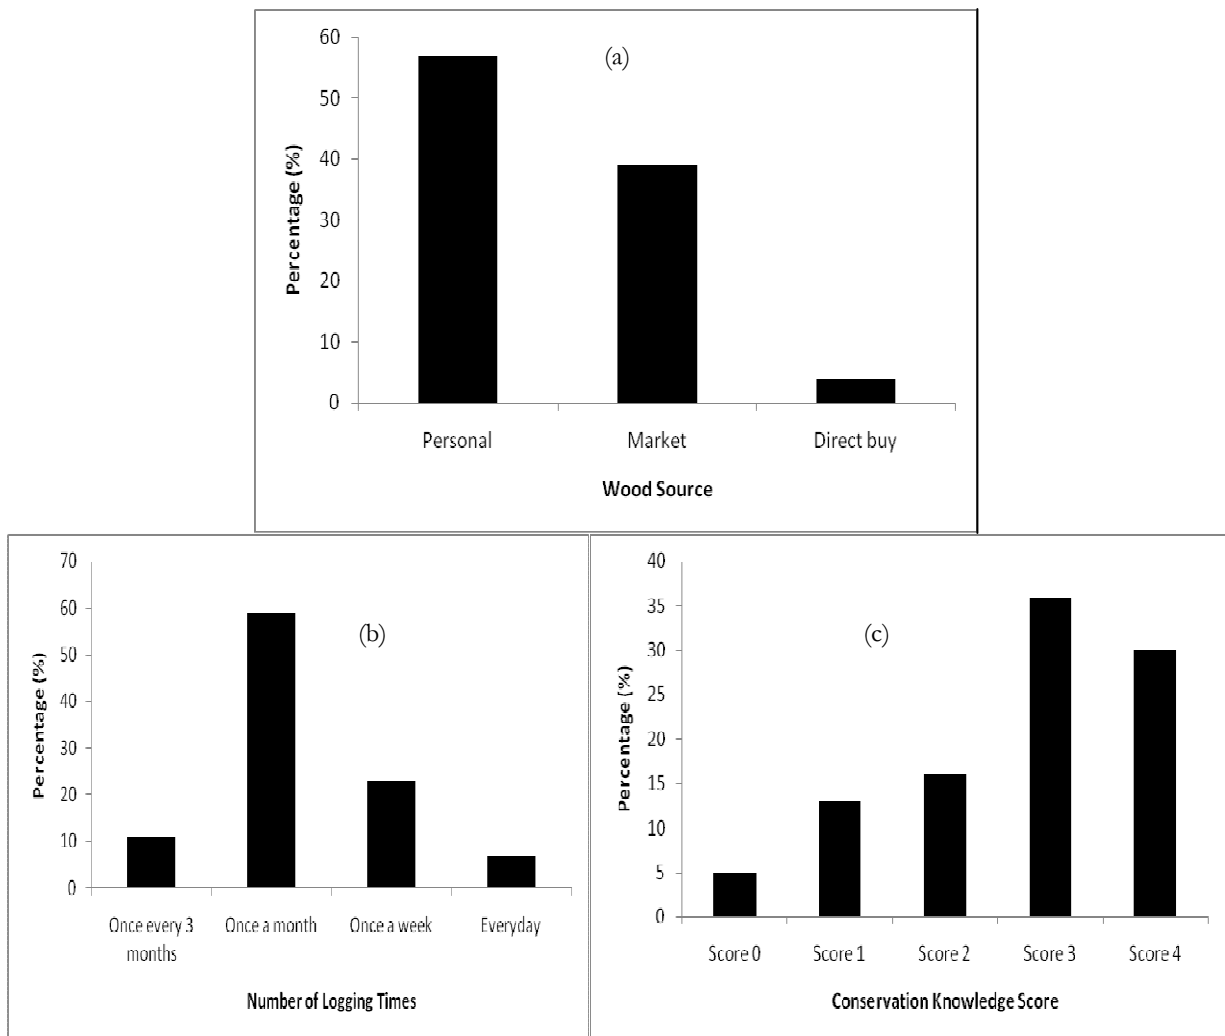 (a)
Percentage (%)
60
50
40
30
20
10
0
Personal Market Direct buy
Wood Source
(b)
Percentage (%)
70
60
50
40
30
20
10
0
Once every 3 months Once a month Once a week Everyday
Number of Logging Times
(c)
Percentage (%)
40
35
30
25
20
15
10
5
0
Score 0 Score 1 Score 2 Score 3 Score 4
Conservation Knowledge Score